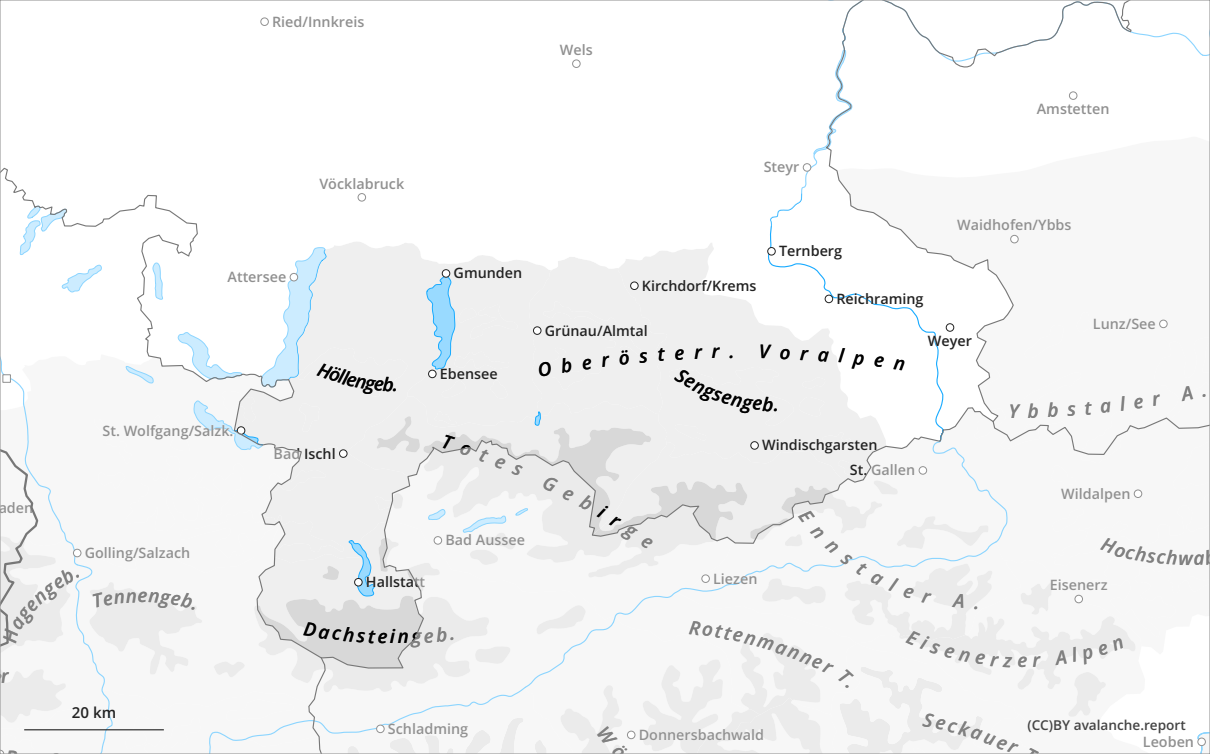 Ried/Innkreis
Wels
Amstetten
Steyr
Vöcklabruck
Waidhofen/Ybbs
Ternberg
Attersee
Gmunden
Kirchdorf/Krems
Reichraming
Grünau/Almtal
Lunz/See
Weyer
Oberösterr. Voralpen
Höllengeb.
Ebensee
Sengsengeb.
Ybbstaler A.
St. Wolfgang/Salzk.
Bad Ischl
Totes Gebirge
Windischgarsten
St. Gallen
Wildalpen
aden
Golling/Salzach
Bad Aussee
Ennstaler A.
Hochschwab
Hallstatt
Liezen
Eisenerz
Hagengeb.
Tennengeb.
Dachsteingeb.
Rottenmanner T.
Eisenerzer Alpen
r
20 km
Schladming
Wö
Donnersbachwald
Seckauer T
(CC)BY avalanche.report
Leoben